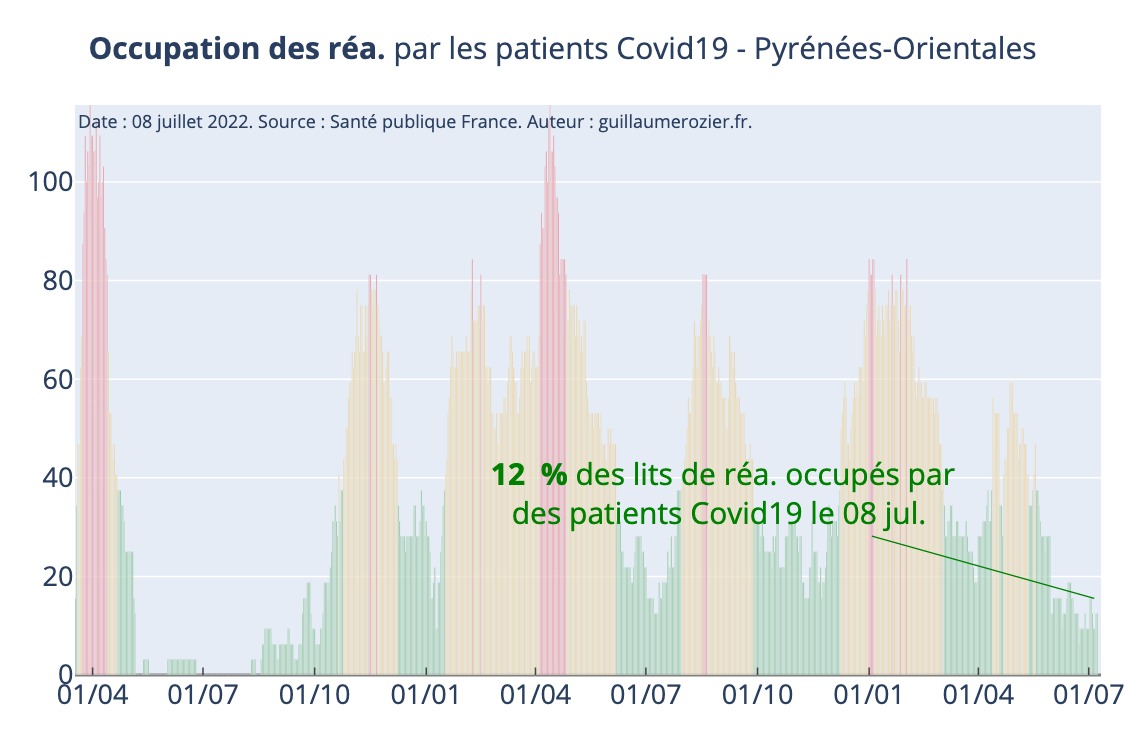 Occupation des réa. par les patients Covid19 - Pyrénées-Orientales
Date : 08 juillet 2022. Source : Santé publique France. Auteur : guillaumerozier.fr.
100
80
60
40
20
0
12 % des lits de réa. occupés par
des patients Covid19 le 08 jul.
01/04 01/07 01/10 01/01 01/04 01/07 01/10 01/01 01/04 01/07